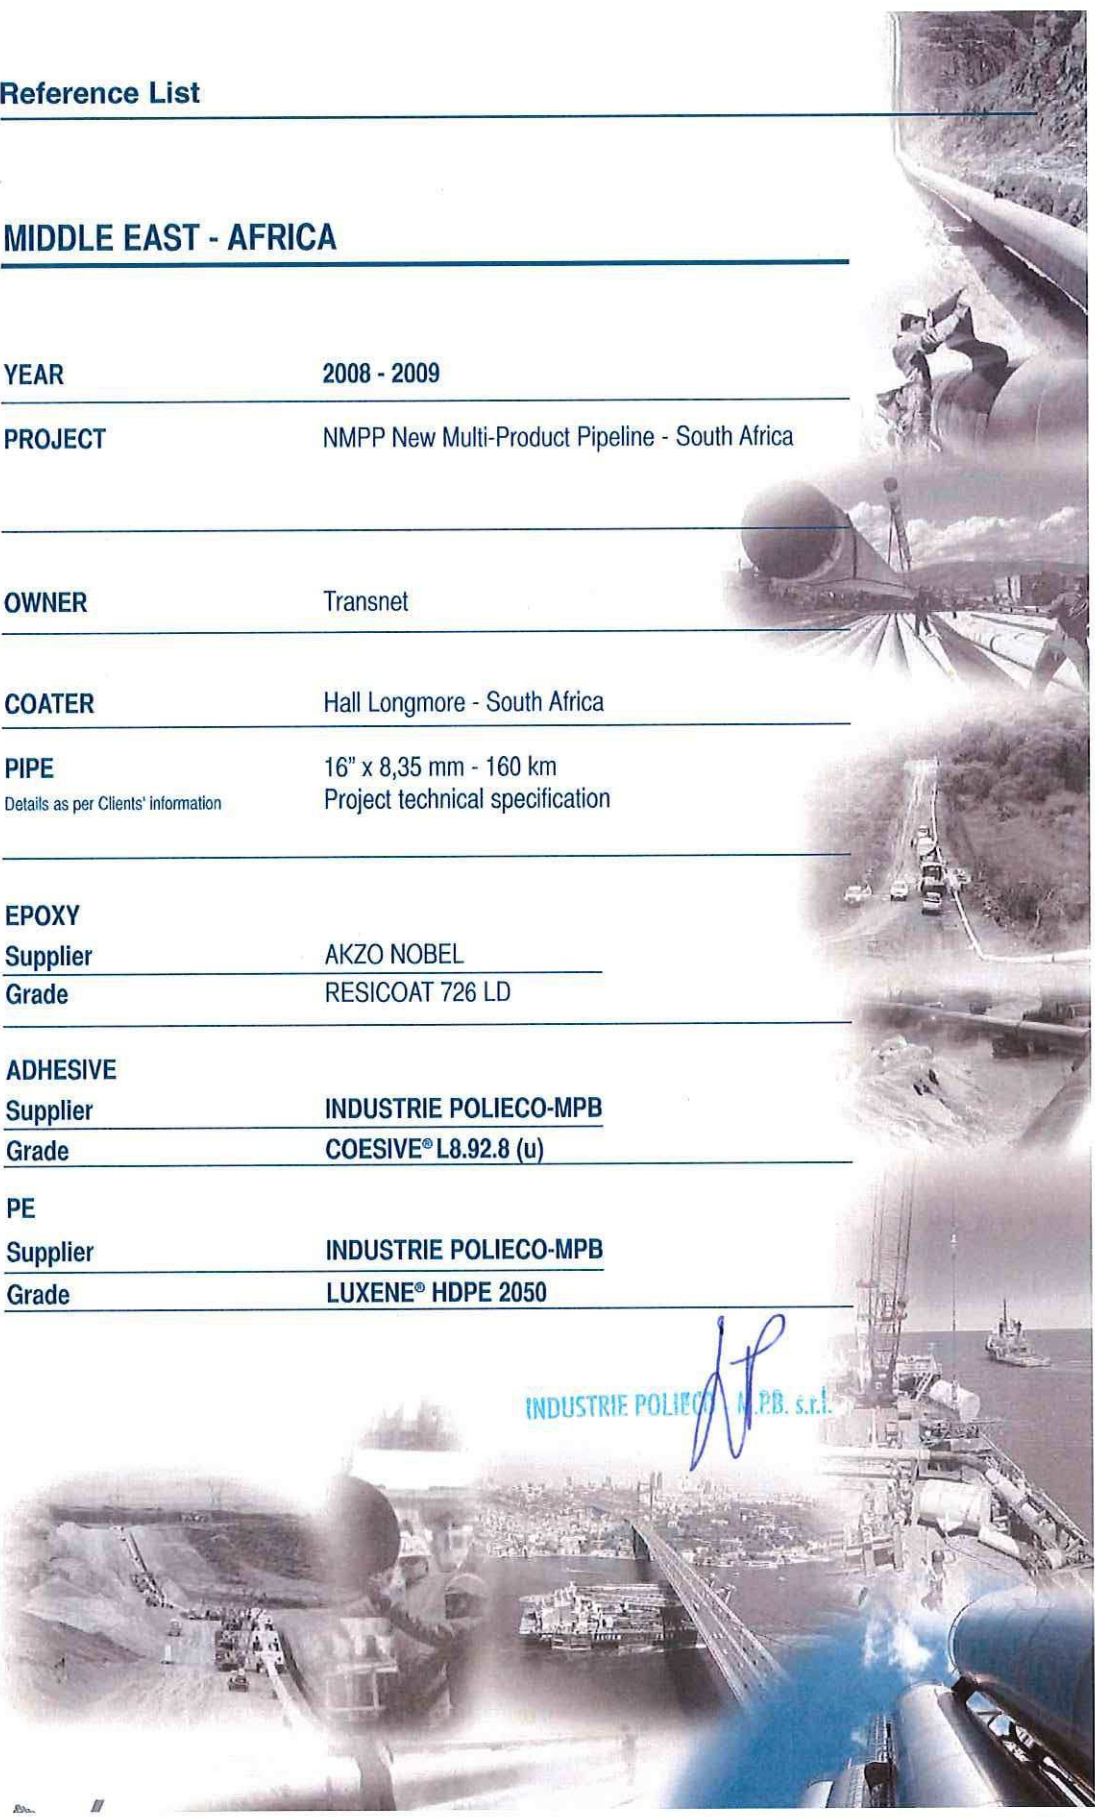 Reference List
MIDDLE EAST - AFRICA
YEAR 2008 - 2009
PROJECT NMPP New Multi-Product Pipeline - South Africa
OWNER Transnet
COATER Hall Longmore - South Africa
PIPE 16” x 8,35 mm - 160 km
Details as per Clients' information Project technical specification
EPOXY
Supplier AKZO NOBEL
Grade RESICOAT 726 LD
ADHESIVE
Supplier INDUSTRIE POLIECO-MPB
Grade COESIVE® L8.92.8 (u)
PE
Supplier INDUSTRIE POLIECO-MPB
Grade LUXENE® HDPE 2050
INDUSTRIE POLIECO M.P.B. s.r.l.